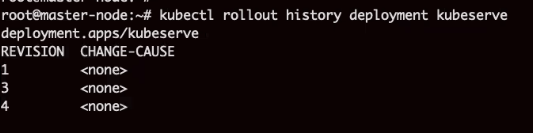 root@master-node:~# kubectl rollout history deployment kubeserve
deployment.apps/kubeserve
REVISION  CHANGE-CAUSE
1         <none>
3         <none>
4         <none>